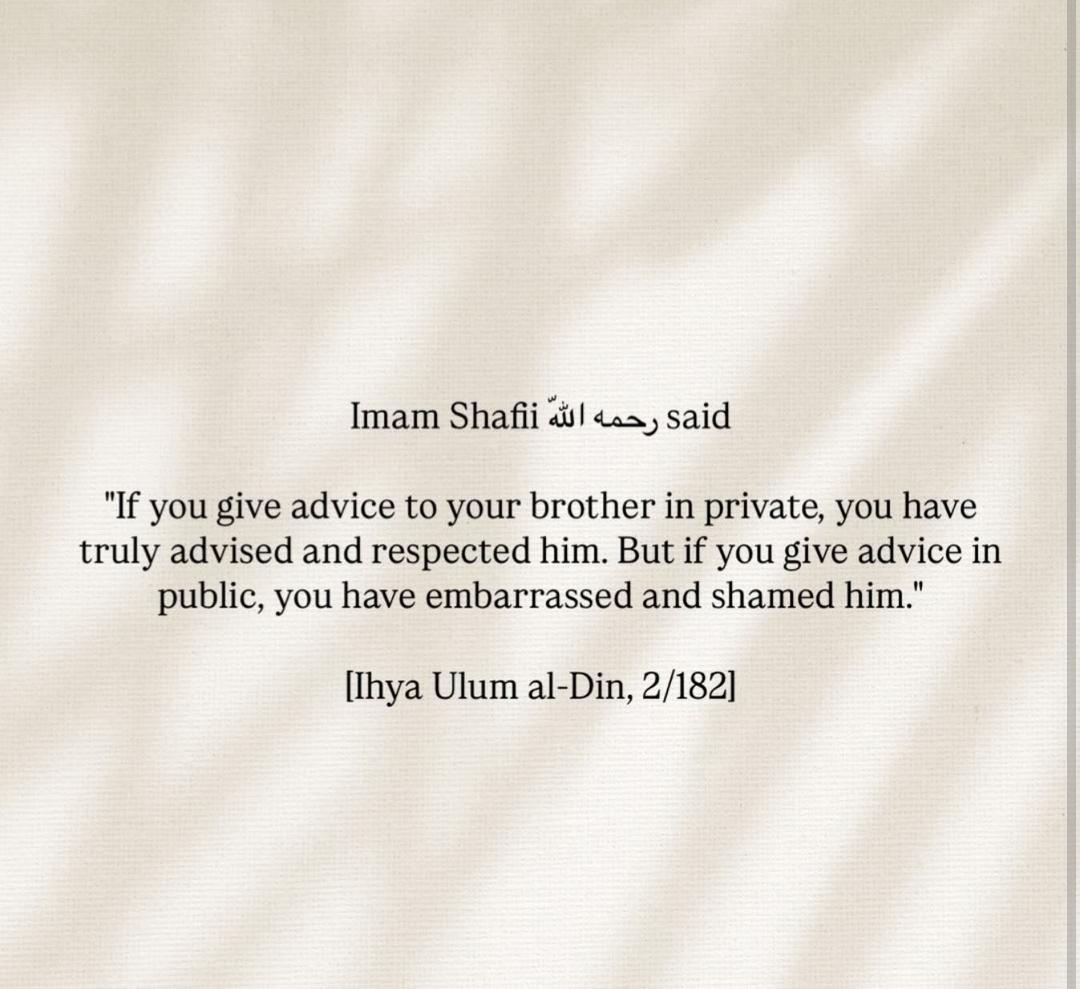 Imam Shafii رحمه اللّه said
"If you give advice to your brother in private, you have
truly advised and respected him. But if you give advice in
public, you have embarrassed and shamed him."
[Ihya Ulum al-Din, 2/182]